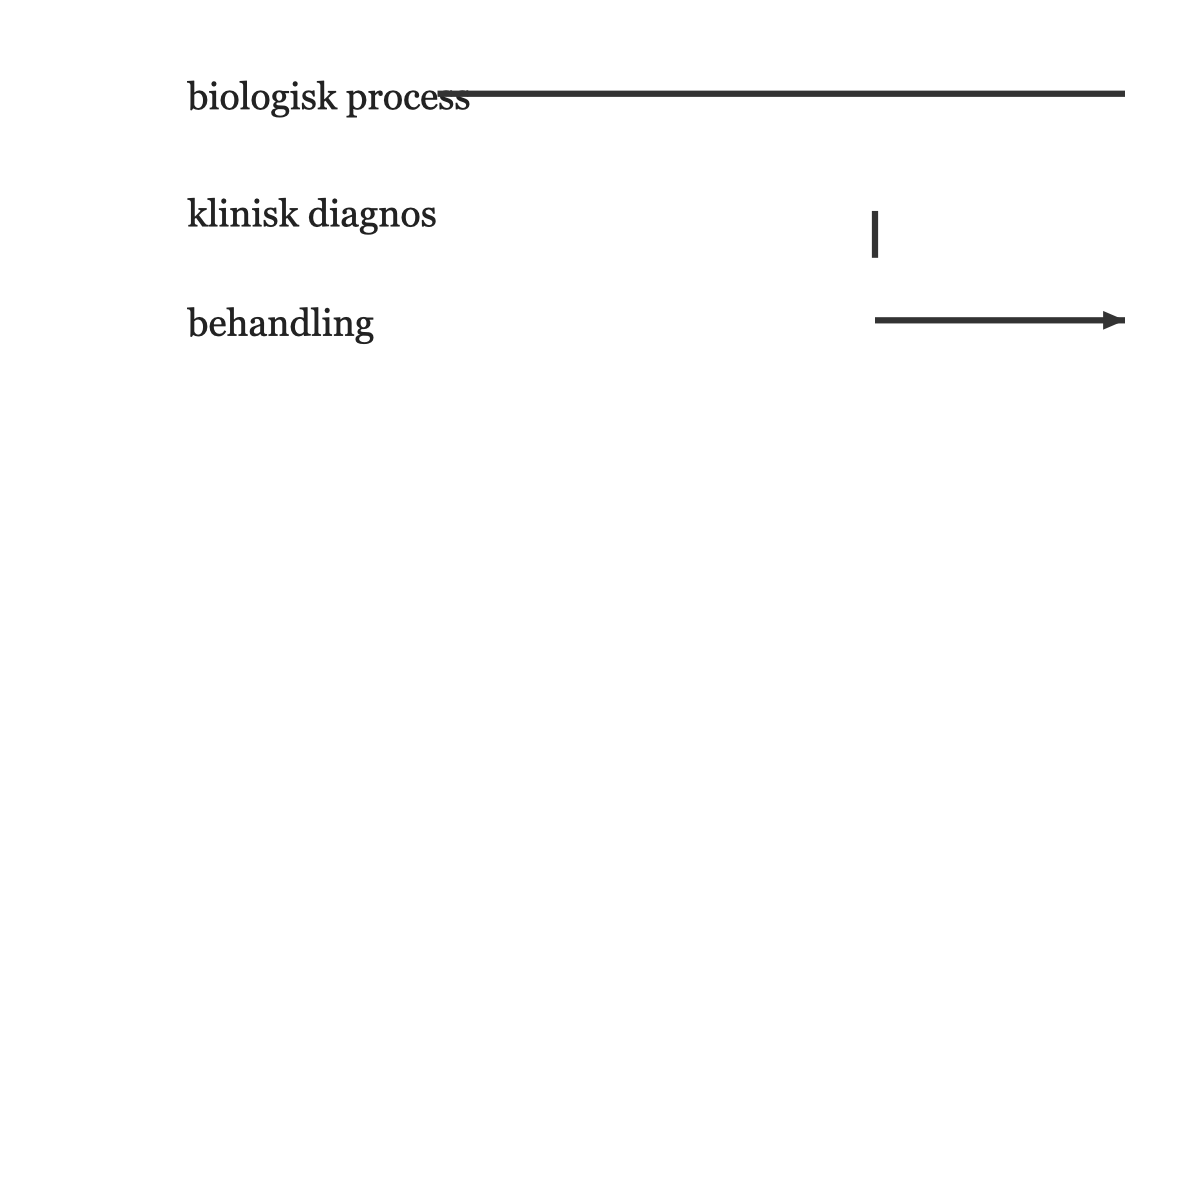 biologisk process
klinisk diagnos
behandling